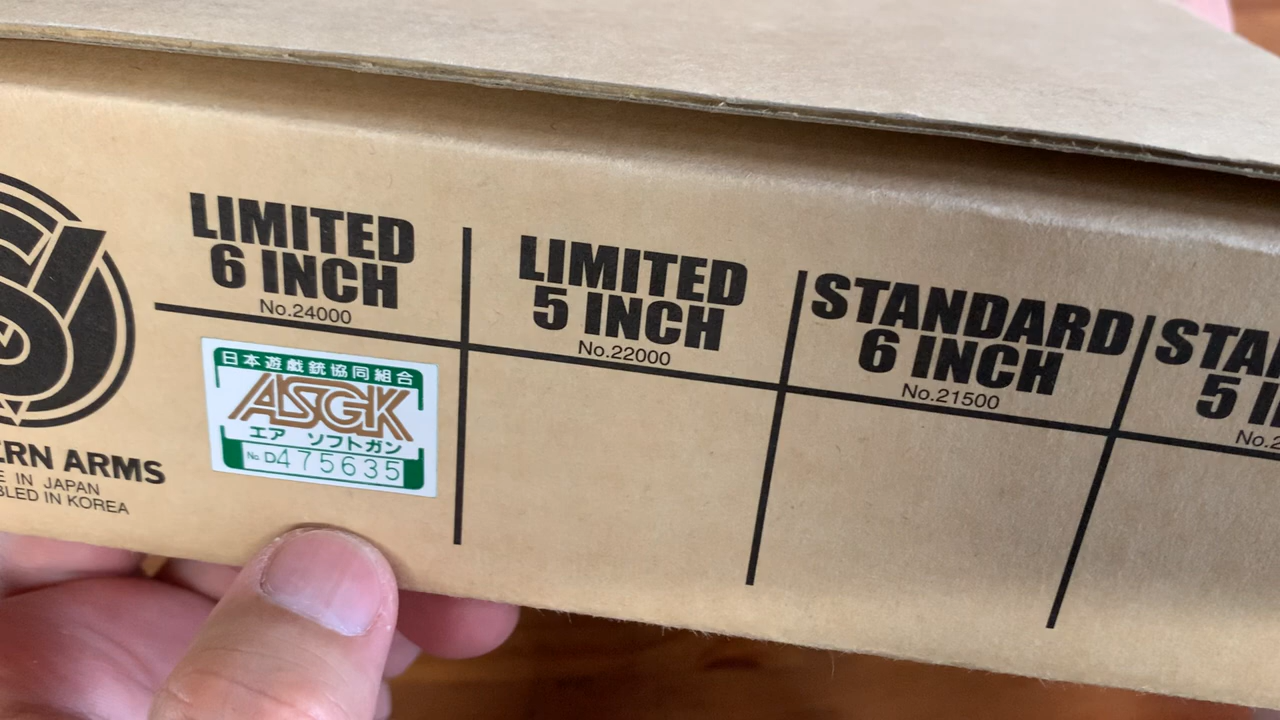 LIMITED
6 INCH
No.24000
日本遊戯銃協同組合
ASGK
エア ソフトガン
No D475635
LIMITED
5 INCH
No.22000
STANDARD
6 INCH
No.21500
5
ARMS
IN JAPAN
IN KOREA